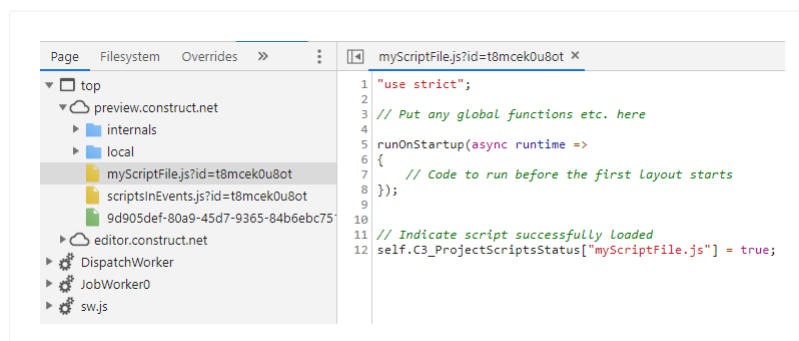 Page Filesystem Overrides »
myScriptFile.js?id=t8mcek0u8ot ×
top
preview.construct.net
internals
local
myScriptFile.js?id=t8mcek0u8ot
scriptsInEvents.js?id=t8mcek0u8ot
9d905def-80a9-45d7-9365-84b6ebc75
editor.construct.net
DispatchWorker
JobWorker0
sw.js
1 "use strict";
2
3 // Put any global functions etc. here
4
5 runOnStartup(async runtime =>
6 {
7 // Code to run before the first layout starts
8 });
9
10
11 // Indicate script successfully loaded
12 self.C3_ProjectScriptsStatus["myScriptFile.js"] = true;